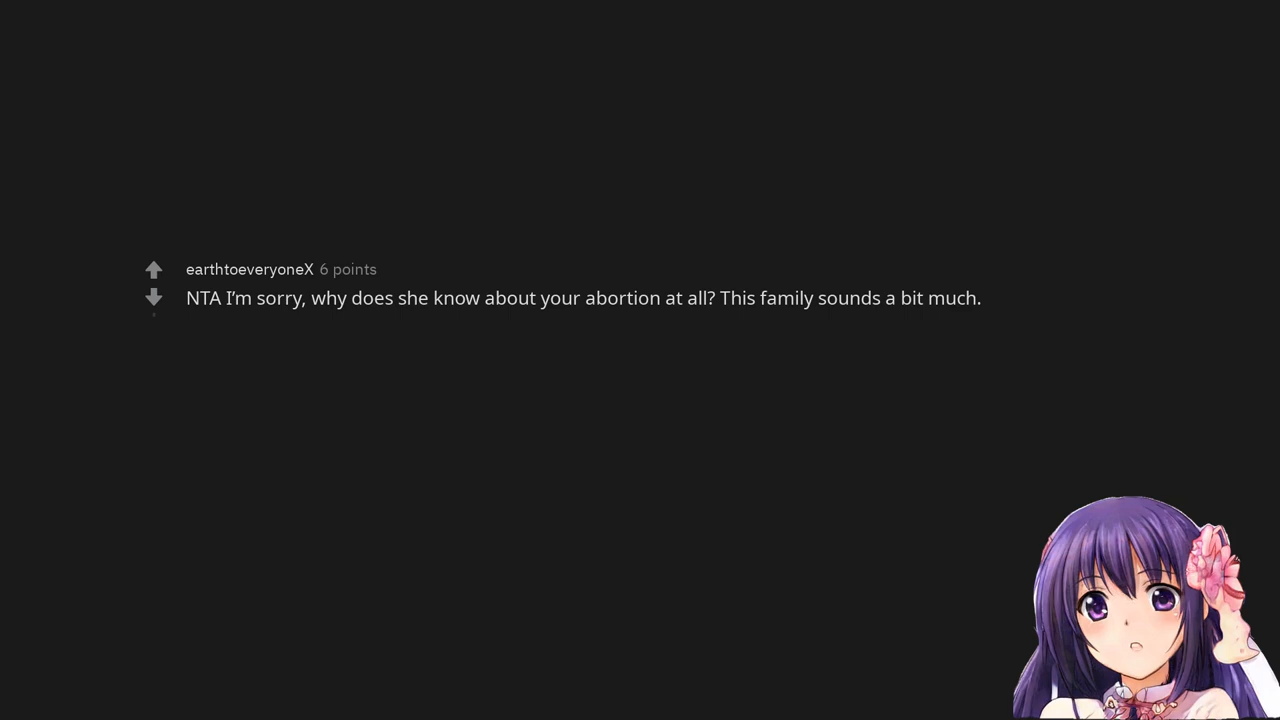 earthtoeveryoneX 6 points
NTA I’m sorry, why does she know about your abortion at all? This family sounds a bit much.